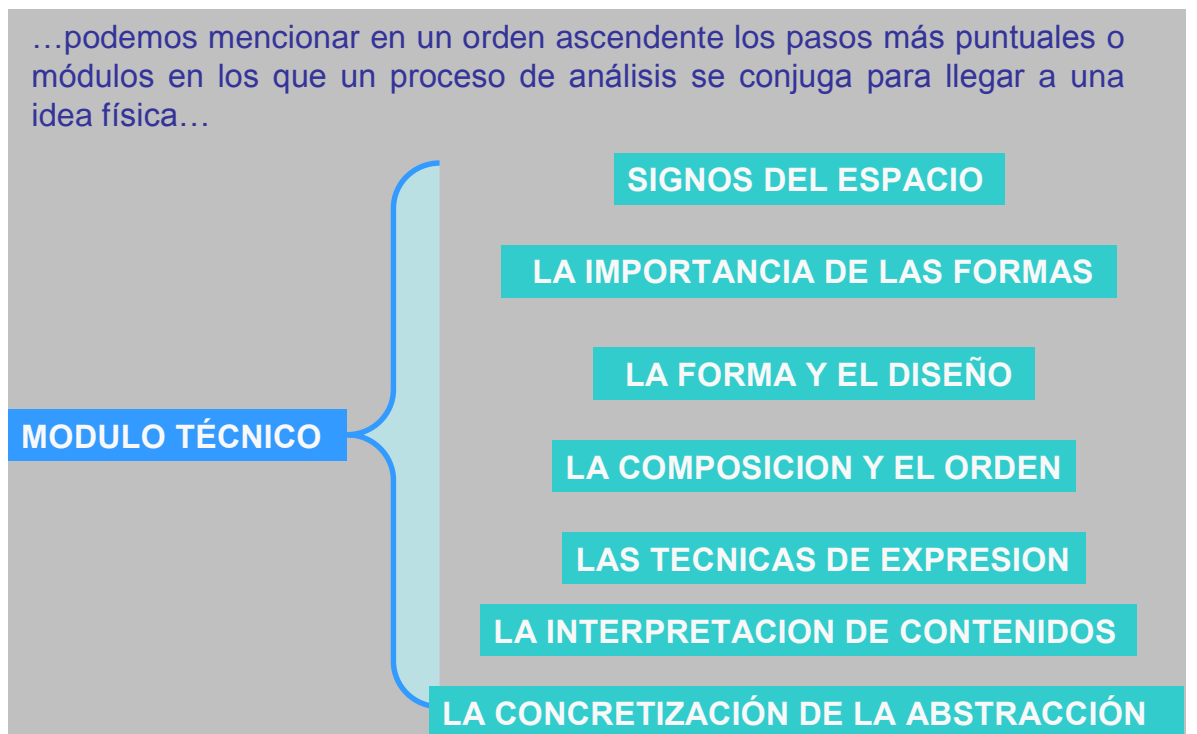 …podemos mencionar en un orden ascendente los pasos más puntuales o
módulos en los que un proceso de análisis se conjuga para llegar a una
idea física…
SIGNOS DEL ESPACIO
LA IMPORTANCIA DE LAS FORMAS
LA FORMA Y EL DISEÑO
MODULO TÉCNICO
LA COMPOSICION Y EL ORDEN
LAS TECNICAS DE EXPRESION
LA INTERPRETACION DE CONTENIDOS
LA CONCRETIZACIÓN DE LA ABSTRACCIÓN